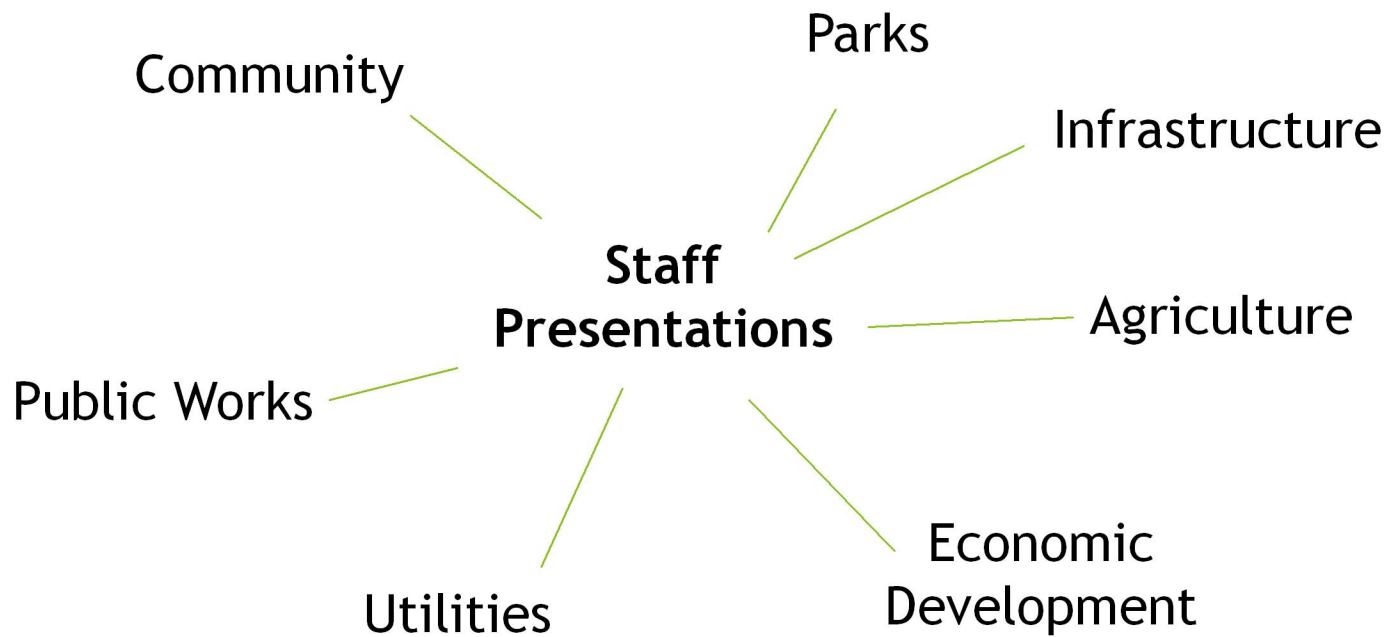 Parks
Community
Infrastructure
Staff
Presentations
Agriculture
Public Works
Economic
Development
Utilities